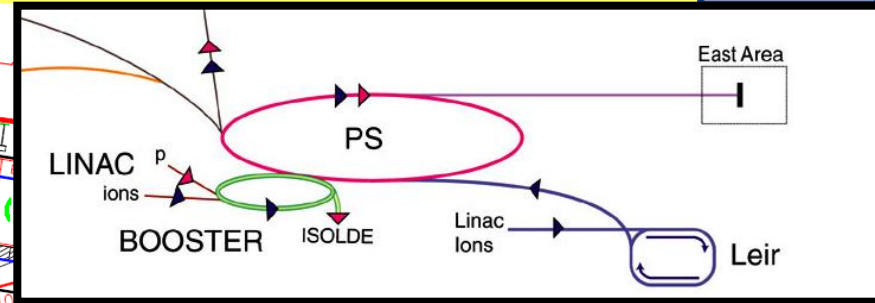 East Area
PS
LINAC
p
ions
BOOSTER
ISOLDE
Linac
Ions
Leir